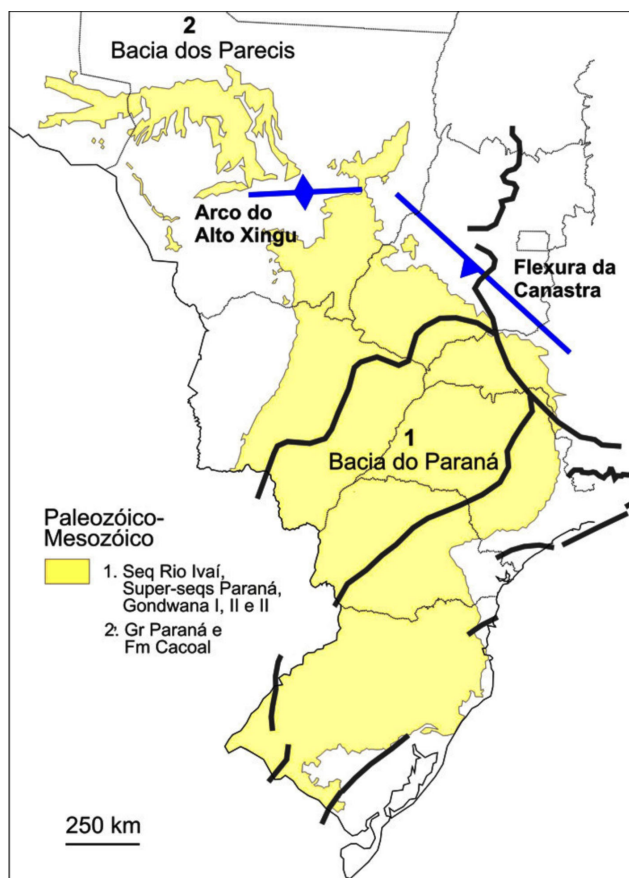 2
Bacia dos Parecis
Arco do
Alto Xingu
Flexura da
Canastra
1
Bacia do Paraná
Paleozóico-
Mesozóico
1. Seq Rio Ivaí,
Super-seqs Paraná,
Gondwana I, II e II
2. Gr Paraná e
Fm Cacoal
250 km